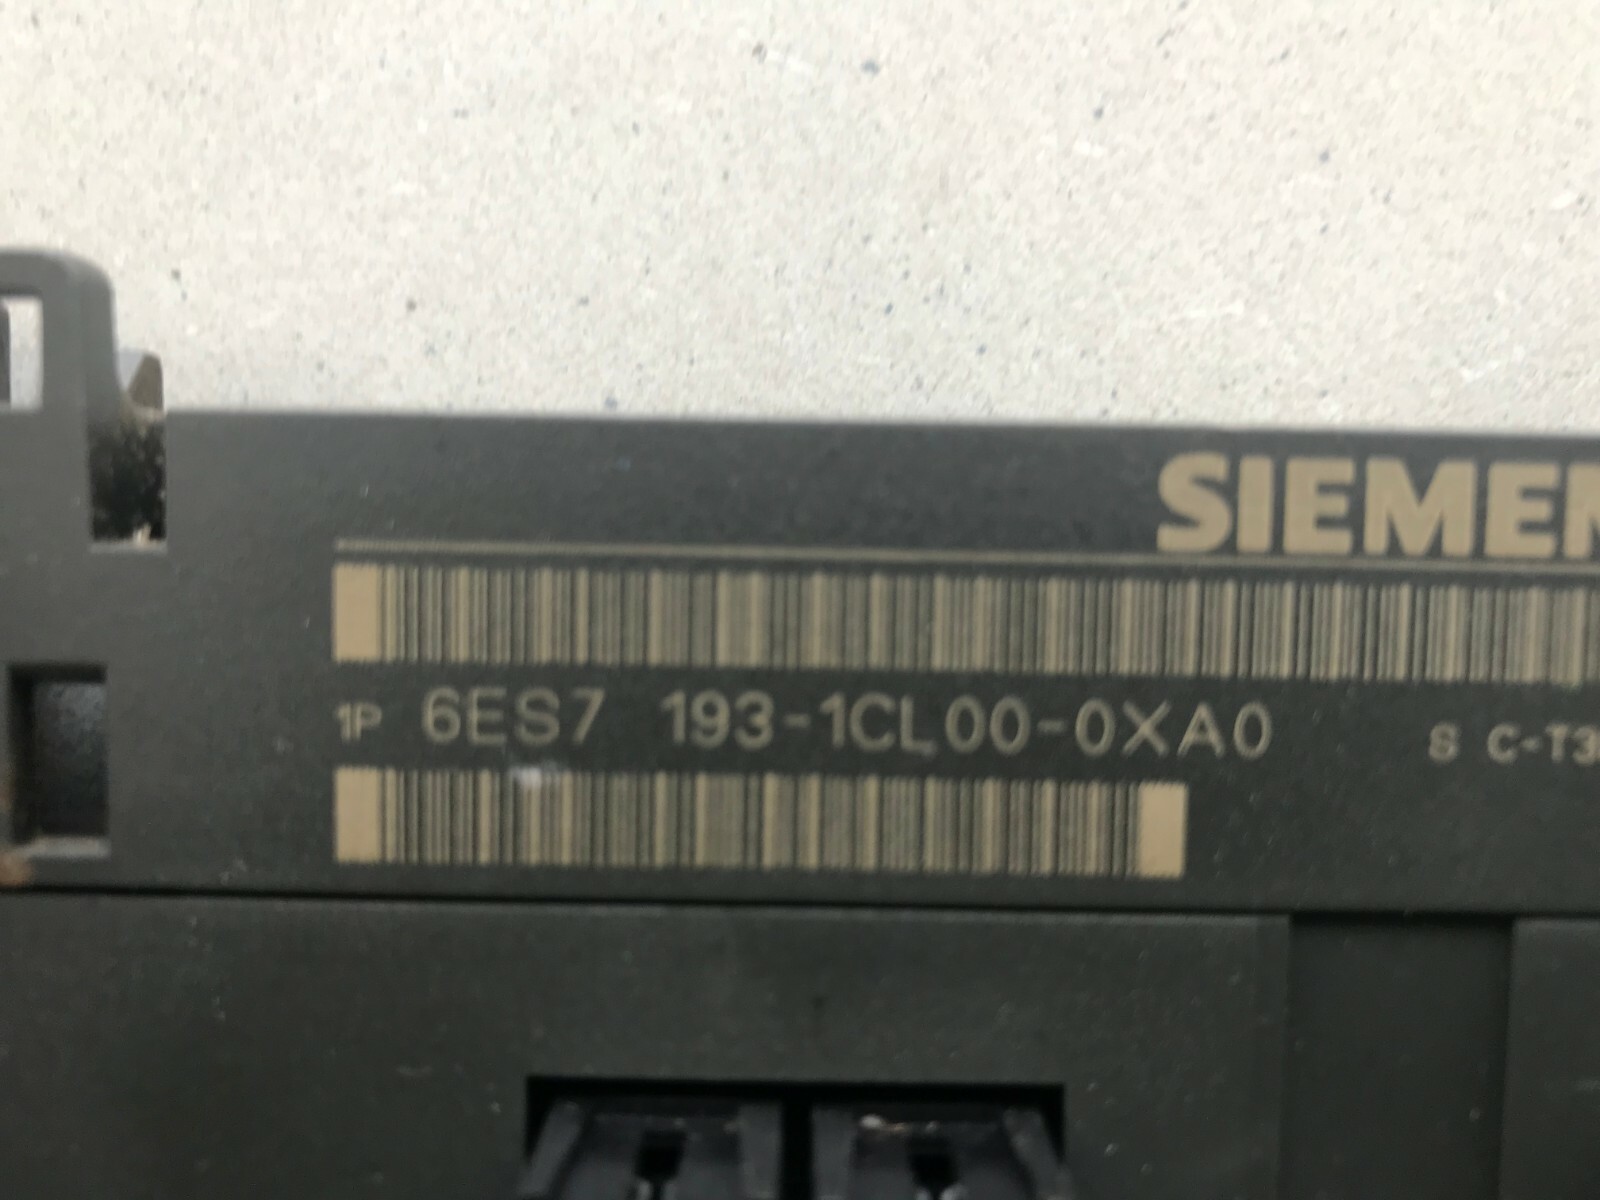 SIEMEN
1P 6ES7 193-1CL00-0XA0 S C-T3